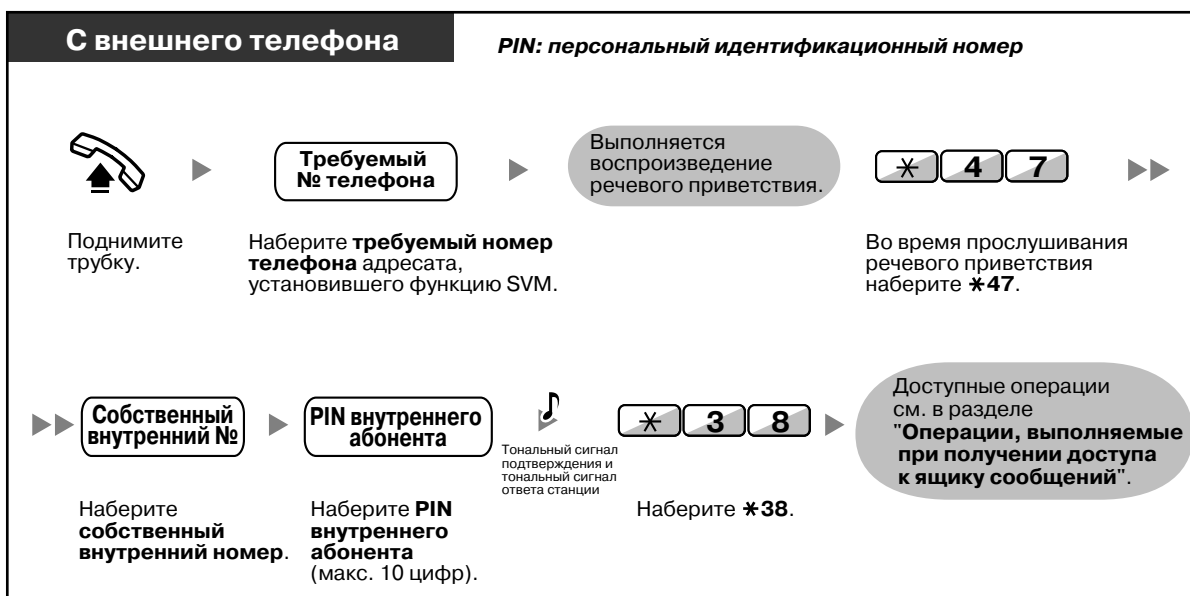 С внешнего телефона
PIN: персональный идентификационный номер
Требуемый
№ телефона
Выполняется
воспроизведение
речевого приветствия.
* 4 7
Поднимите
трубку.
Наберите требуемый номер
телефона адресата,
установившего функцию SVM.
Во время прослушивания
речевого приветствия
наберите *47.
Собственный
внутренний №
PIN внутреннего
абонента
Тональный сигнал
подтверждения и
тональный сигнал
ответа станции
* 3 8
Доступные операции
см. в разделе
"Операции, выполняемые
при получении доступа
к ящику сообщений".
Наберите
собственный
внутренний номер.
Наберите PIN
внутреннего
абонента
(макс. 10 цифр).
Наберите *38.